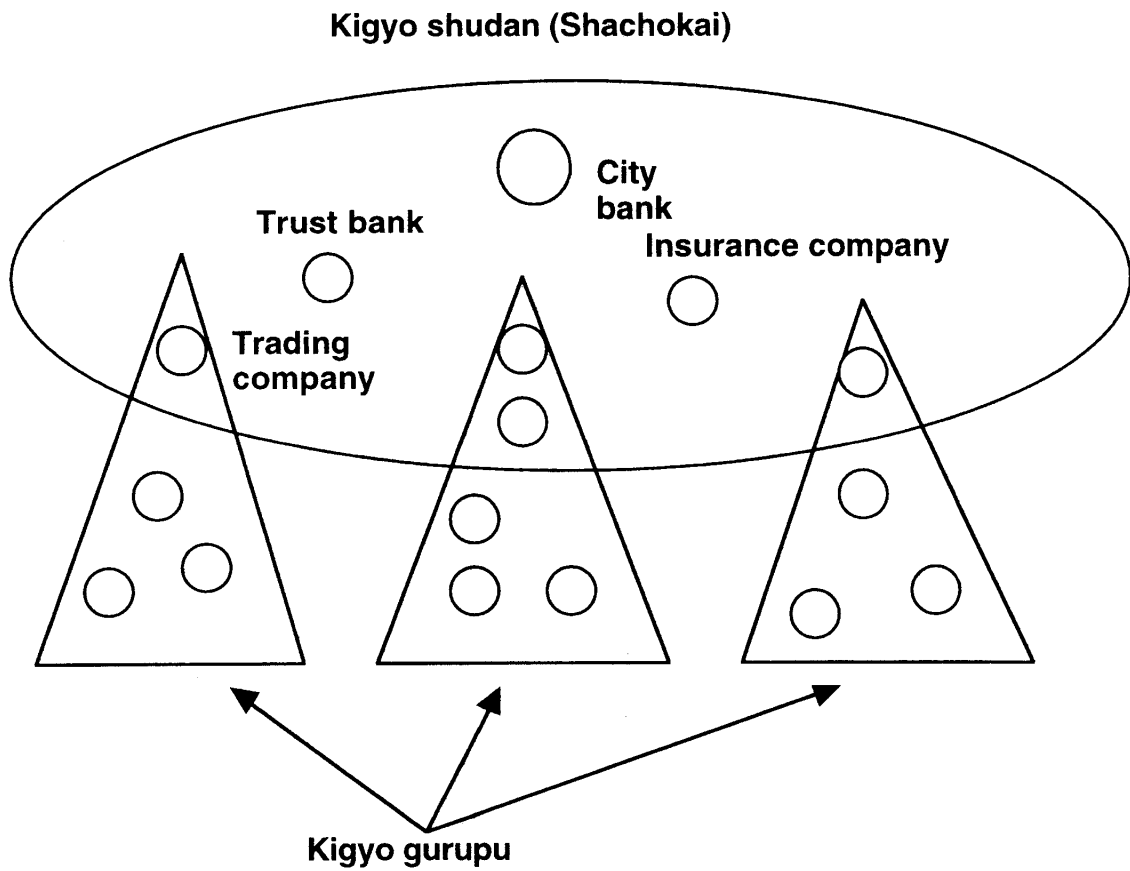 Kigyo shudan (Shachokai)
City
bank
Trust bank
Insurance company
Trading
company
Kigyo gurupu